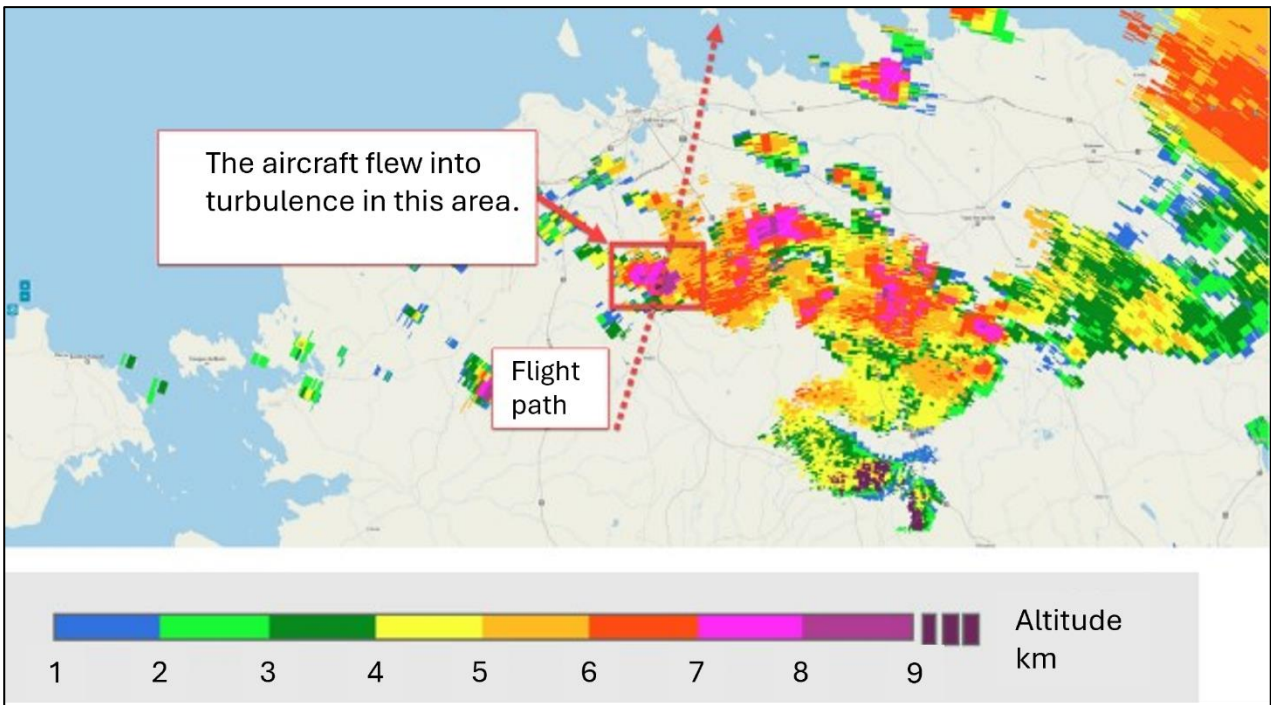 The aircraft flew into
turbulence in this area.
Flight
path
1 2 3 4 5 6 7 8 9
Altitude
km